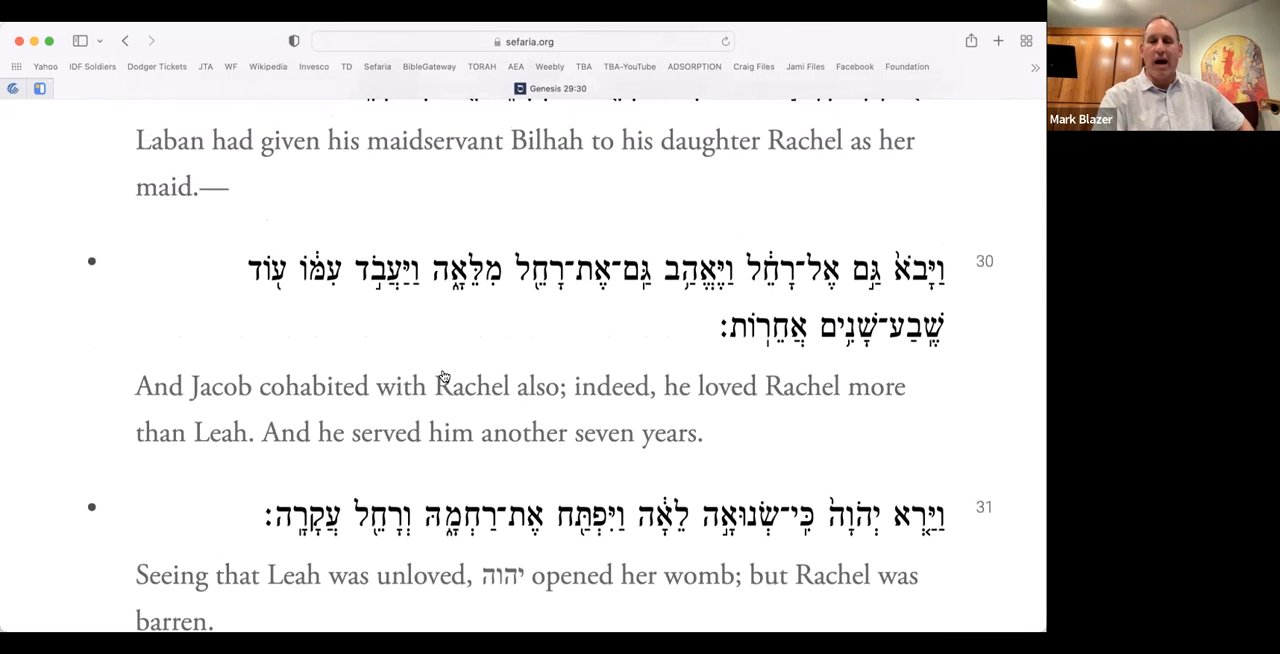 sefaria.org
Yahoo IDF Soldiers Dodger Tickets JTA WF Wikipedia Invesco TD Sefaria BibleGateway TORAH AEA Weebly TBA TBA-YouTube ADSORPTION Craig Files Jami Files Facebook Foundation
Genesis 29:30
Mark Blazer
Laban had given his maidservant Bilhah to his daughter Rachel as her
maid.—
30
וַיָּבֹא֙ גַּ֣ם אֶל־רָחֵ֔ל וַיֶּאֱהַ֥ב גַּֽם־אֶת־רָחֵ֖ל מִלֵּאָ֑ה וַיַּעֲבֹ֣ד עִמּ֔וֹ ע֖וֹד
שֶֽׁבַע־שָׁנִ֥ים אֲחֵרֽוֹת׃
And Jacob cohabited with Rachel also; indeed, he loved Rachel more
than Leah. And he served him another seven years.
31
וַיַּ֤רְא יְהֹוָה֙ כִּֽי־שְׂנוּאָ֣ה לֵאָ֔ה וַיִּפְתַּ֖ח אֶת־רַחְמָ֑הּ וְרָחֵ֖ל עֲקָרָֽה׃
Seeing that Leah was unloved, יהוה opened her womb; but Rachel was
barren.